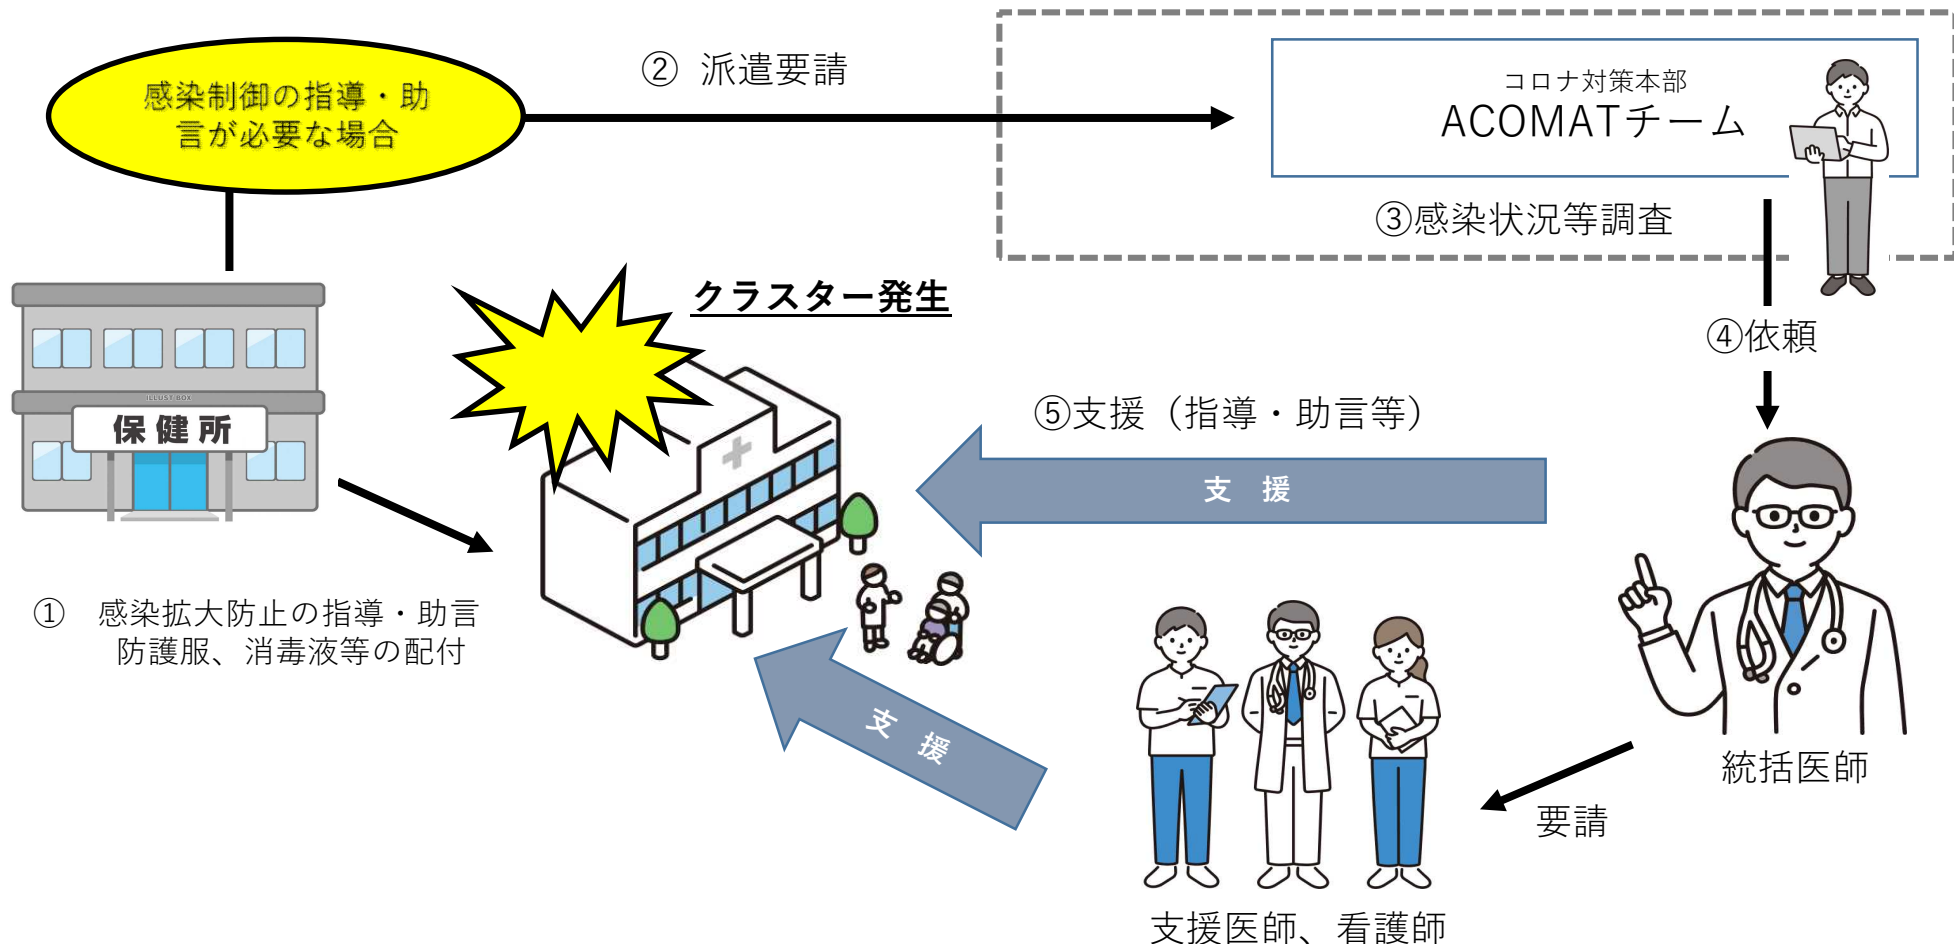 感染制御の指導・助
言が必要な場合
② 派遣要請
コロナ対策本部
ACOMATチーム
③感染状況等調査
クラスター発生
④依頼
ILLUST BOX
保健所
⑤支援（指導・助言等）
支 援
① 感染拡大防止の指導・助言
防護服、消毒液等の配付
支 援
統括医師
要請
支援医師、看護師